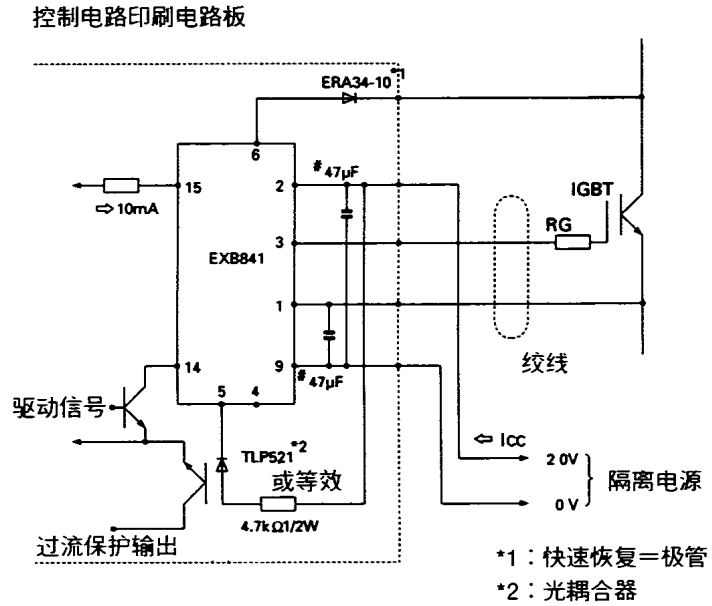 控制电路印刷电路板
ERA34-10*1
6
# 47μF
15
2
IGBT
⇨10mA
RG
3
EXB841
1
14
9
绞线
# 47μF
5
4
驱动信号
⇦ Icc
TLP521*2
2 0V
或等效
隔离电源
0V
4.7kΩ1/2W
过流保护输出
*1：快速恢复=极管
*2：光耦合器